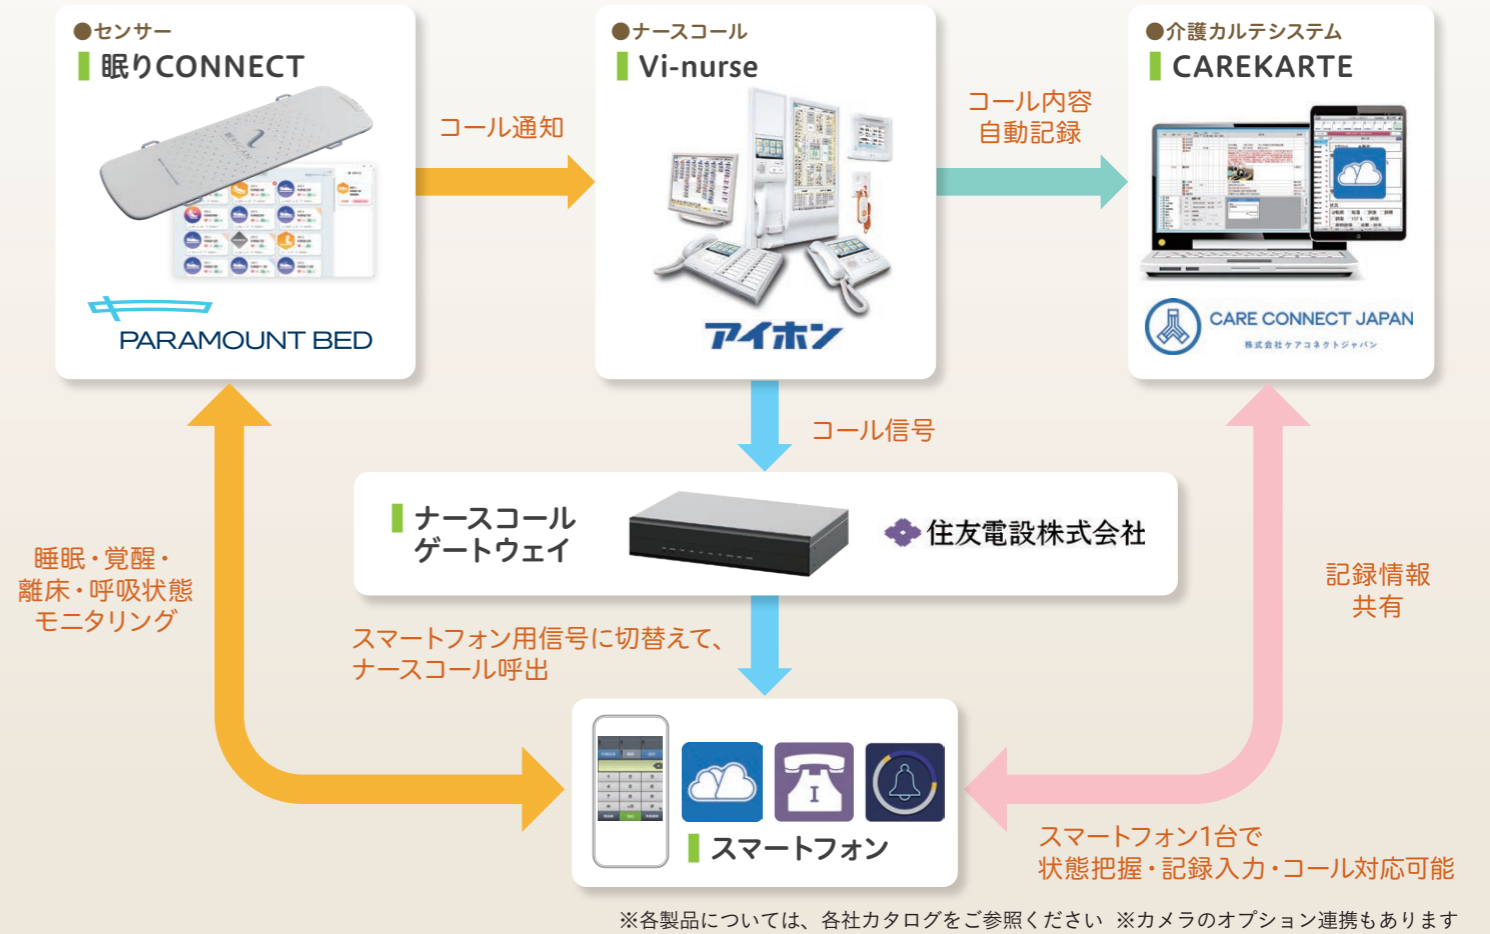 ●センサー
眠りCONNECT
PARAMOUNT BED
コール通知
●ナースコール
Vi-nurse
アイホン
コール内容
自動記録
●介護カルテシステム
CAREKARTE
CARE CONNECT JAPAN
株式会社ケアコネクトジャパン
コール信号
ナースコール
ゲートウェイ
住友電設株式会社
睡眠・覚醒・
離床・呼吸状態
モニタリング
スマートフォン用信号に切替えて、
ナースコール呼出
記録情報
共有
I
スマートフォン
スマートフォン1台で
状態把握・記録入力・コール対応可能
※各製品については、各社カタログをご参照ください ※カメラのオプション連携もあります